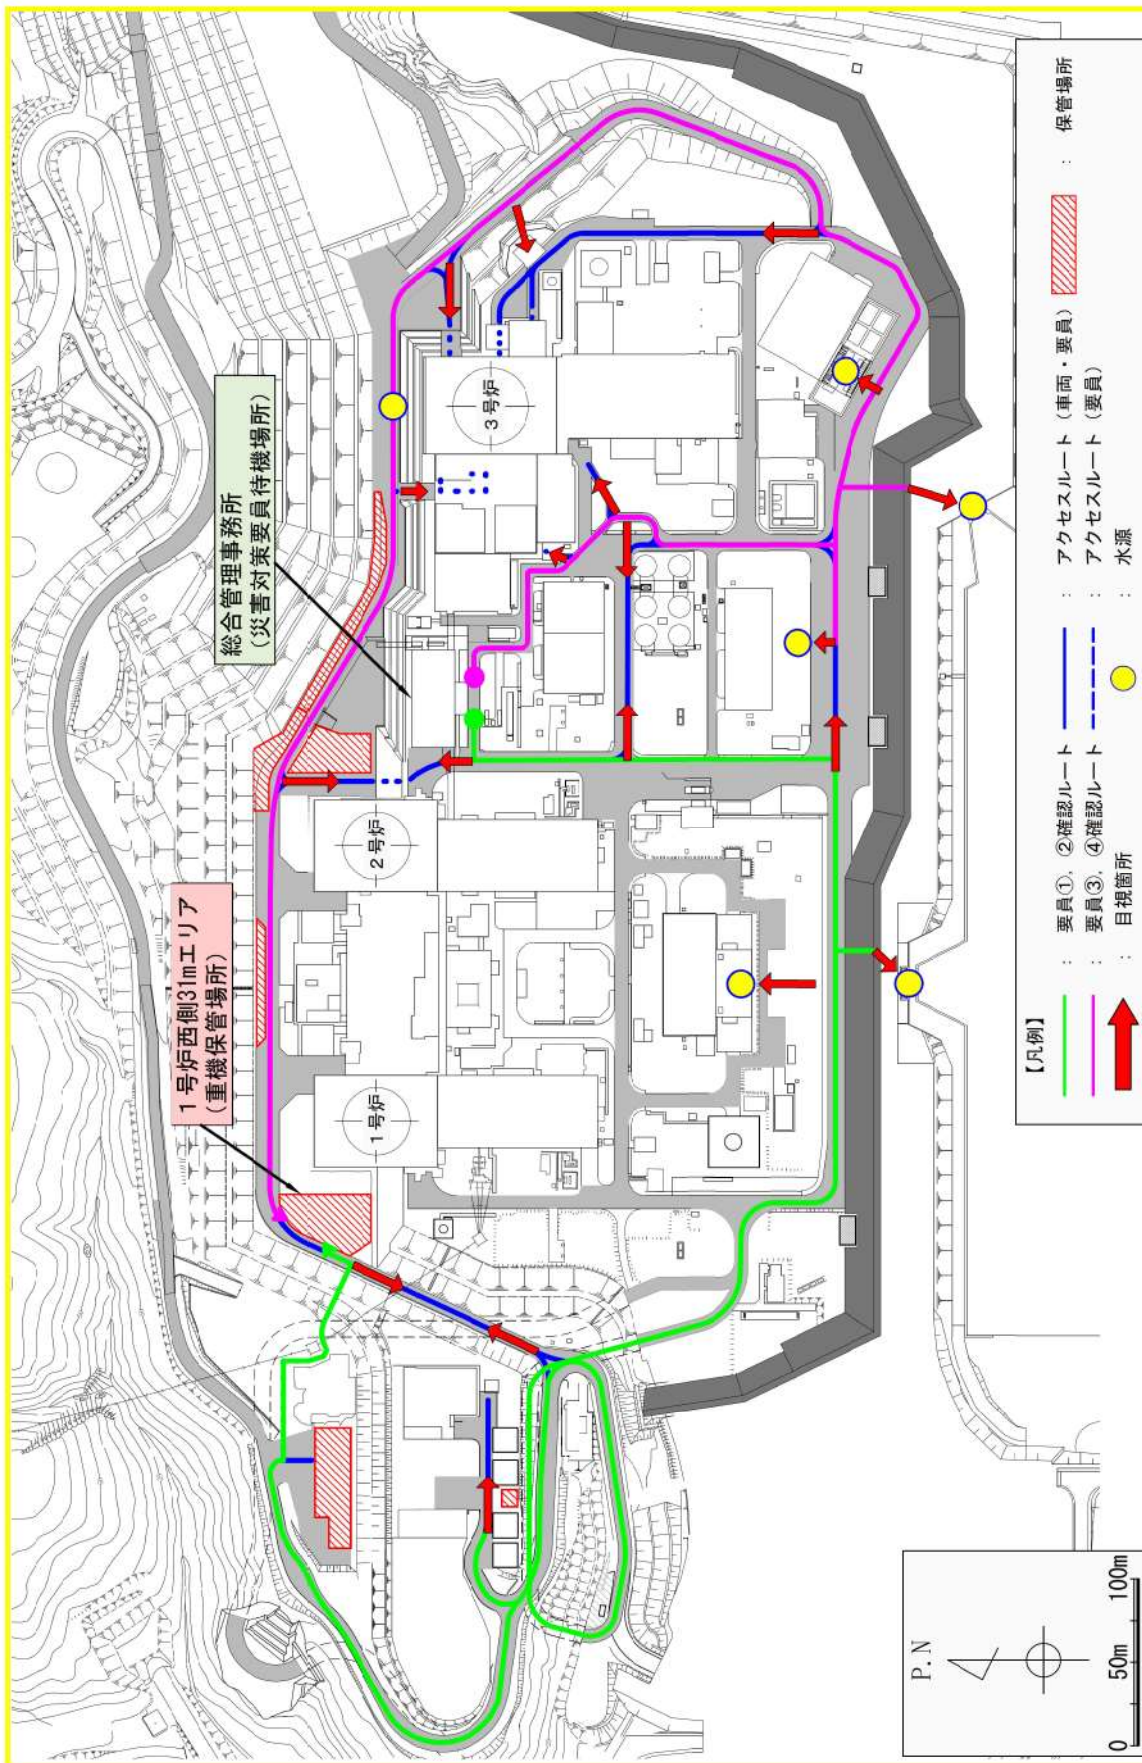 総合管理事務所
（災害対策要員待機場所）
1号炉西側31mエリア
（重機保管場所）
1号炉
2号炉
3号炉
【凡例】
： 要員①，②確認ルート
： 要員③，④確認ルート
： 目視箇所
： アクセスルート（車両・要員）
： アクセスルート（要員）
： 水源
： 保管場所
P.N
0 50m 100m